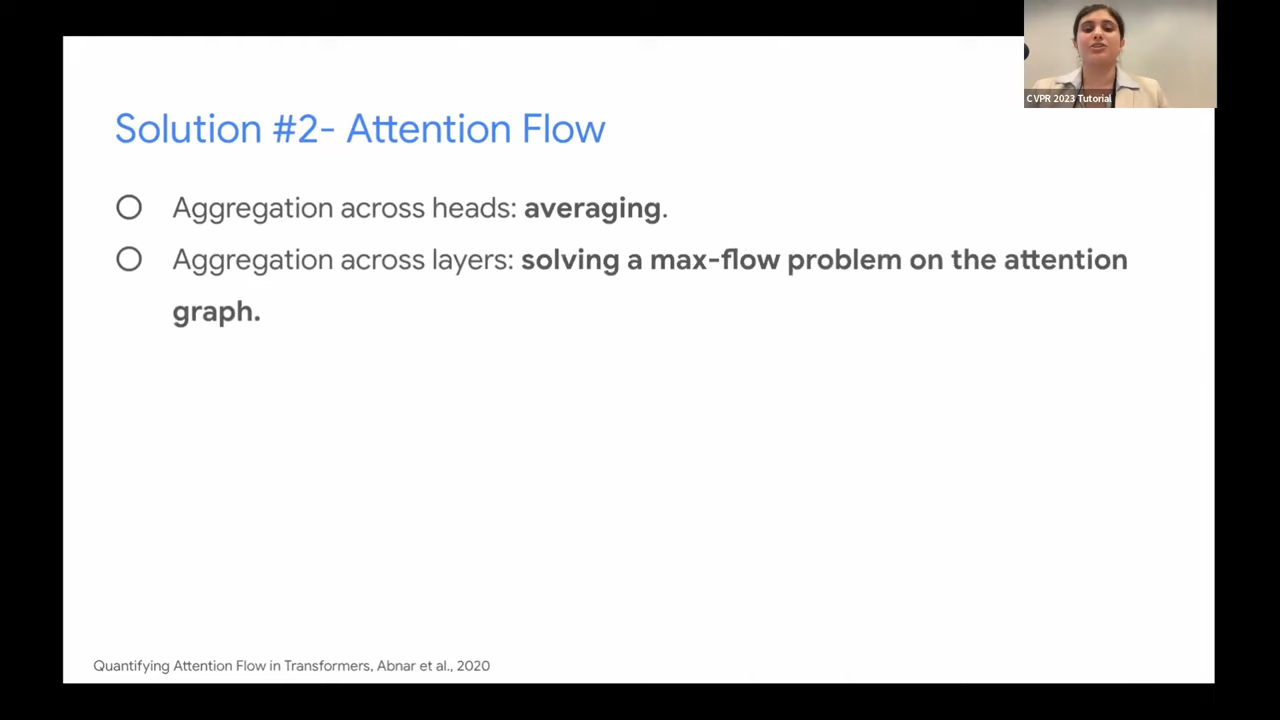 CVPR 2023 Tutorial
Solution #2- Attention Flow
Aggregation across heads: averaging.
Aggregation across layers: solving a max-flow problem on the attention
graph.
Quantifying Attention Flow in Transformers, Abnar et al., 2020